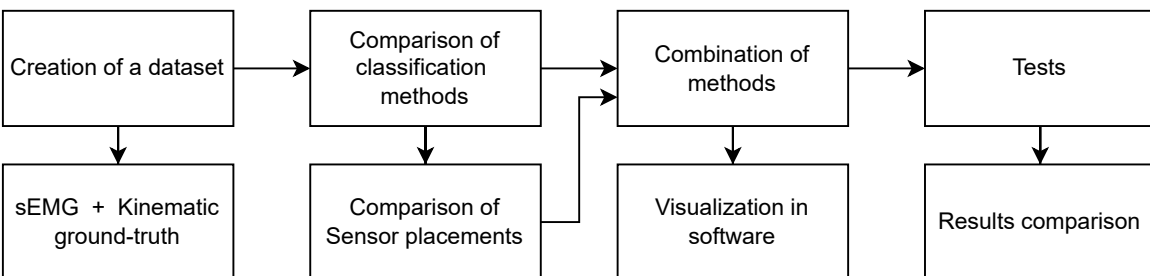 Creation of a dataset
Comparison of
classification
methods
Combination of
methods
Tests
sEMG + Kinematic
ground-truth
Comparison of
Sensor placements
Visualization in
software
Results comparison